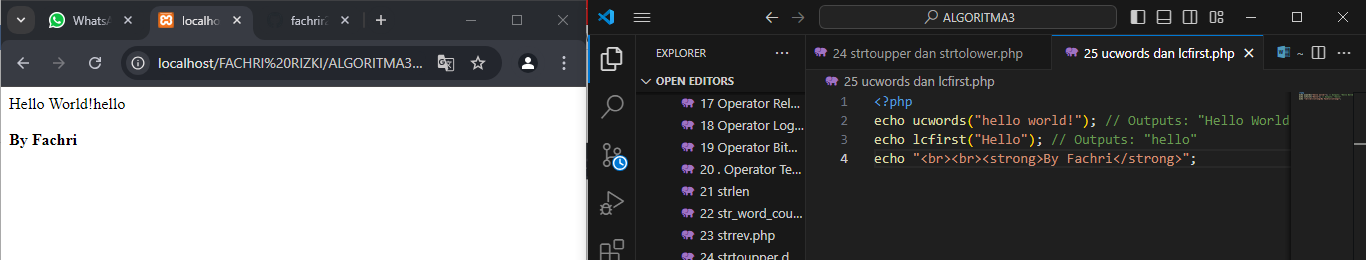 WhatsA
localho
fachrir
localhost/FACHRI%20RIZKI/ALGORITMA3...
Hello World!hello
By Fachri
ALGORITMA3
EXPLORER
OPEN EDITORS
17 Operator Rel...
18 Operator Log...
19 Operator Bit...
20 . Operator Te...
21 strlen
22 str_word_cou...
23 strrev.php
24 strtoupper d...
24 strtoupper dan strtolower.php
25 ucwords dan lcfirst.php
25 ucwords dan lcfirst.php
1 <?php
2 echo ucwords("hello world!"); // Outputs: "Hello World
3 echo lcfirst("Hello"); // Outputs: "hello"
4 echo "<br><br><strong>By Fachri</strong>";